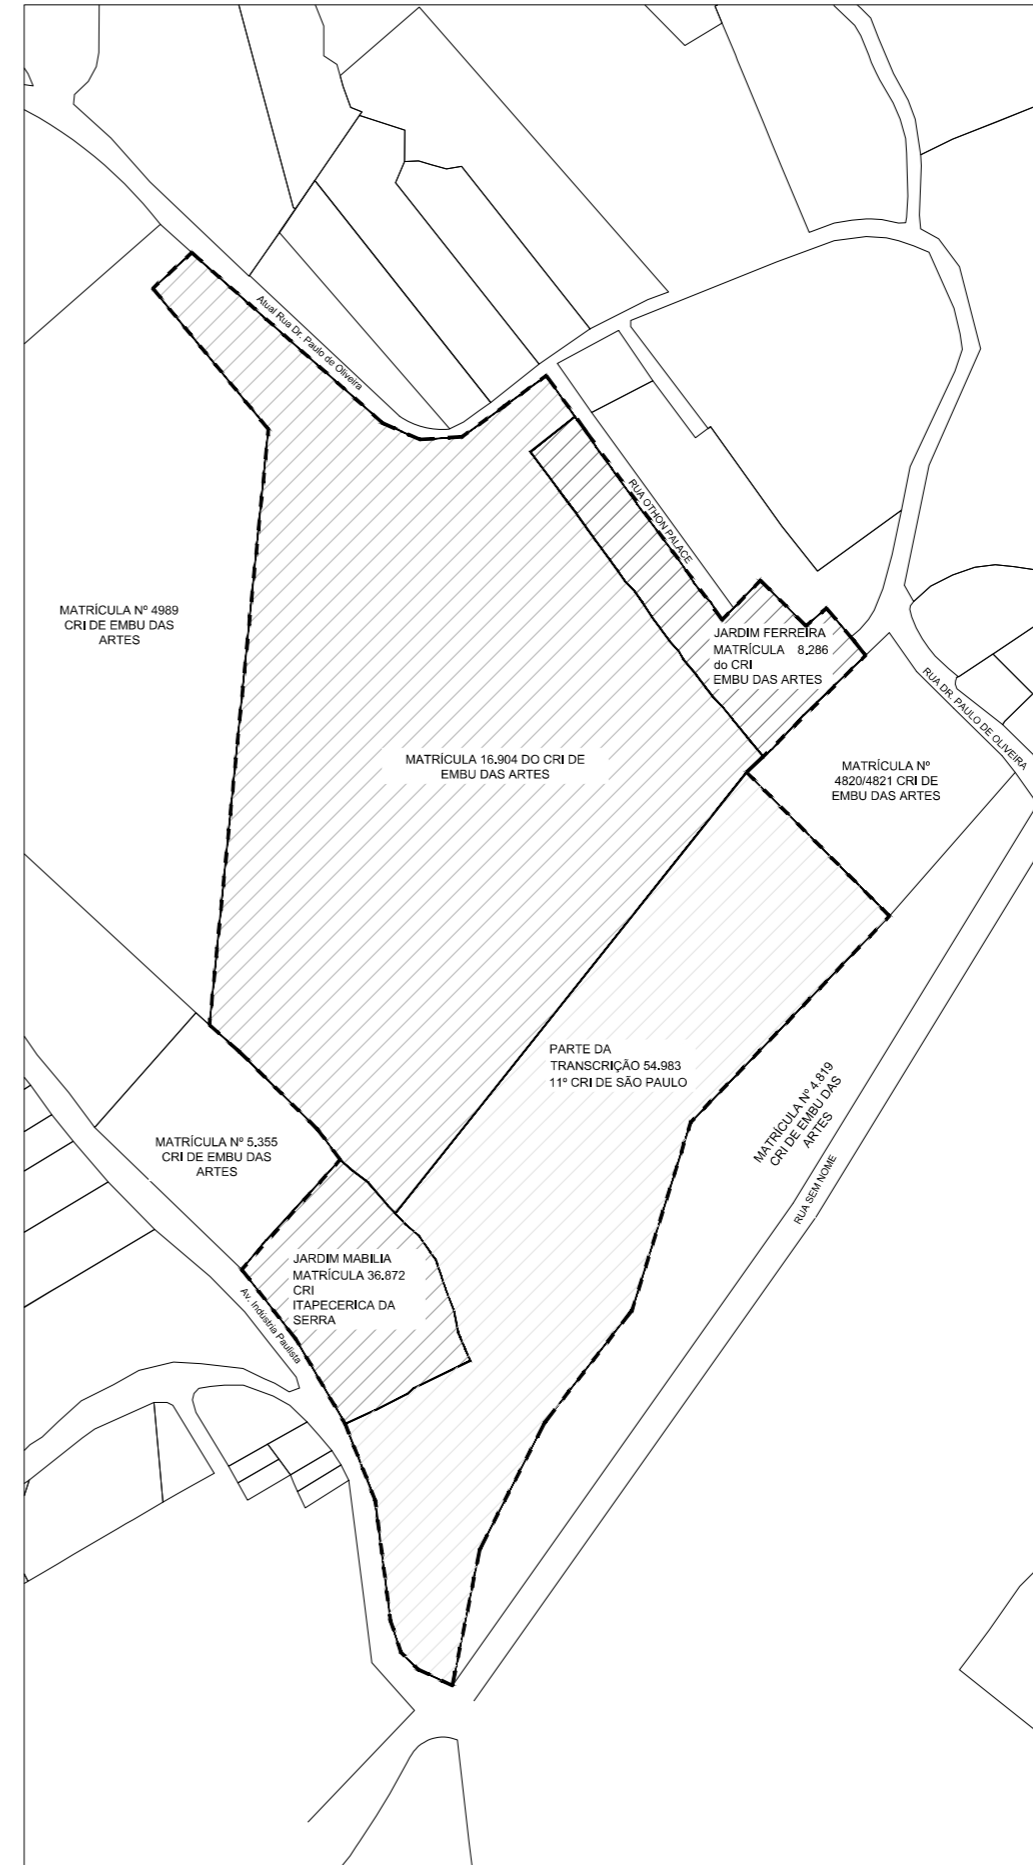 Atual Rua Dr. Paulo de Oliveira
RUA OTHON PALACE
MATRÍCULA Nº 4989
CRI DE EMBU DAS
ARTES
JARDIM FERREIRA
MATRÍCULA 8.286
do CRI
EMBU DAS ARTES
RUA DR. PAULO DE OLIVEIRA
MATRÍCULA 16.904 DO CRI DE
EMBU DAS ARTES
MATRÍCULA Nº
4820/4821 CRI DE
EMBU DAS ARTES
PARTE DA
TRANSCRIÇÃO 54.983
11º CRI DE SÃO PAULO
MATRÍCULA Nº 4.819
CRI DE EMBU DAS
ARTES
RUA SEM NOME
MATRÍCULA Nº 5.355
CRI DE EMBU DAS
ARTES
JARDIM MABILIA
MATRÍCULA 36.872
CRI
ITAPECERICA DA
SERRA
Av. Indústria Paulista